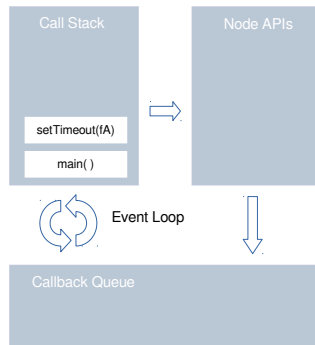 Call Stack
Node APIs
setTimeout(fA)
main( )
Event Loop
Callback Queue